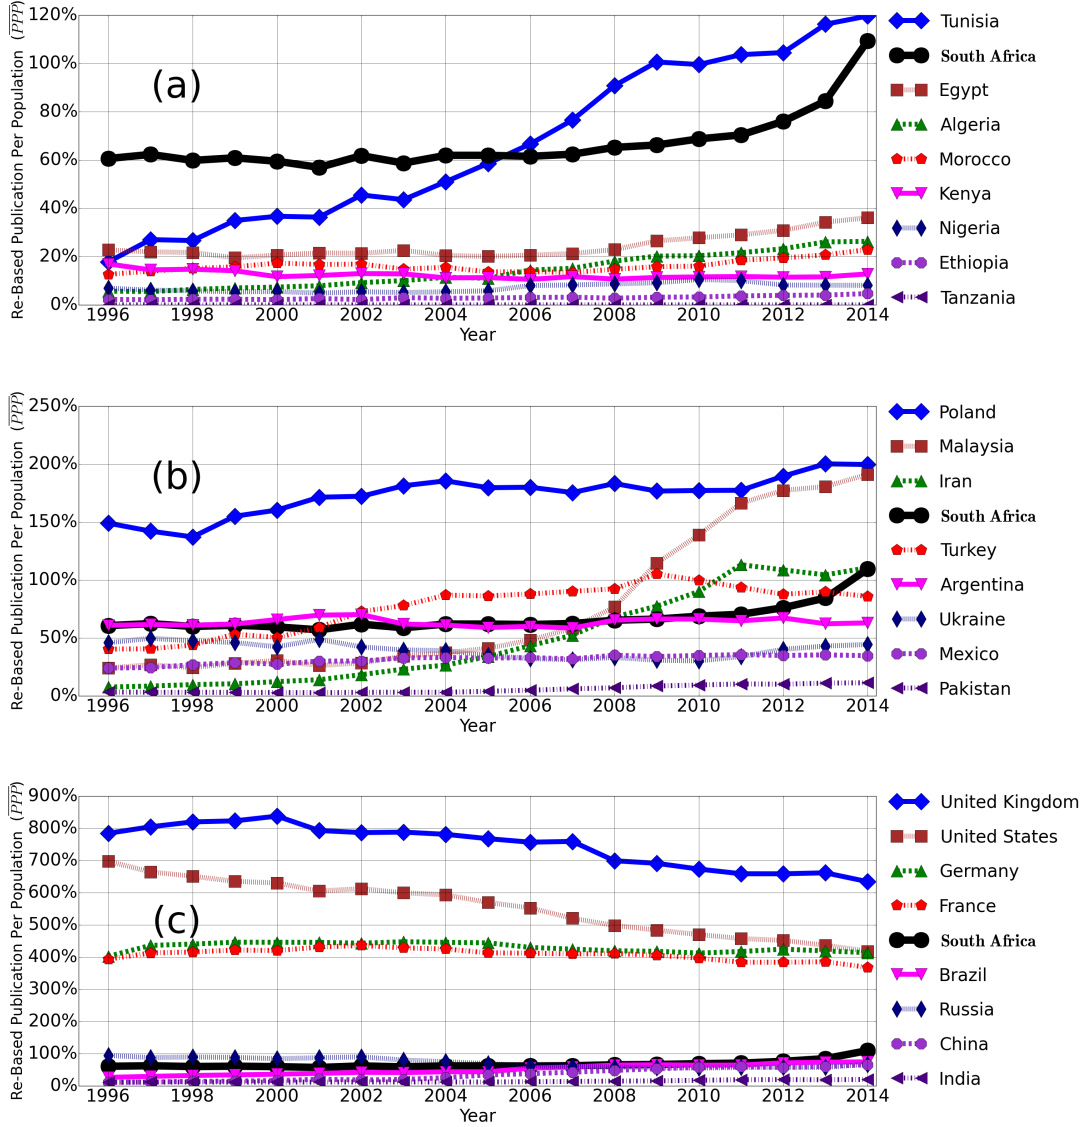 120%
100%
80%
60%
40%
20%
0%
Re-Based Publication Per Population (PPP)
(a)
1996 1998 2000 2002 2004 2006 2008 2010 2012 2014
Year
Tunisia
South Africa
Egypt
Algeria
Morocco
Kenya
Nigeria
Ethiopia
Tanzania
250%
200%
150%
100%
50%
0%
Re-Based Publication Per Population (PPP)
(b)
1996 1998 2000 2002 2004 2006 2008 2010 2012 2014
Year
Poland
Malaysia
Iran
South Africa
Turkey
Argentina
Ukraine
Mexico
Pakistan
900%
800%
700%
600%
500%
400%
300%
200%
100%
0%
Re-Based Publication Per Population (PPP)
(c)
1996 1998 2000 2002 2004 2006 2008 2010 2012 2014
Year
United Kingdom
United States
Germany
France
South Africa
Brazil
Russia
China
India